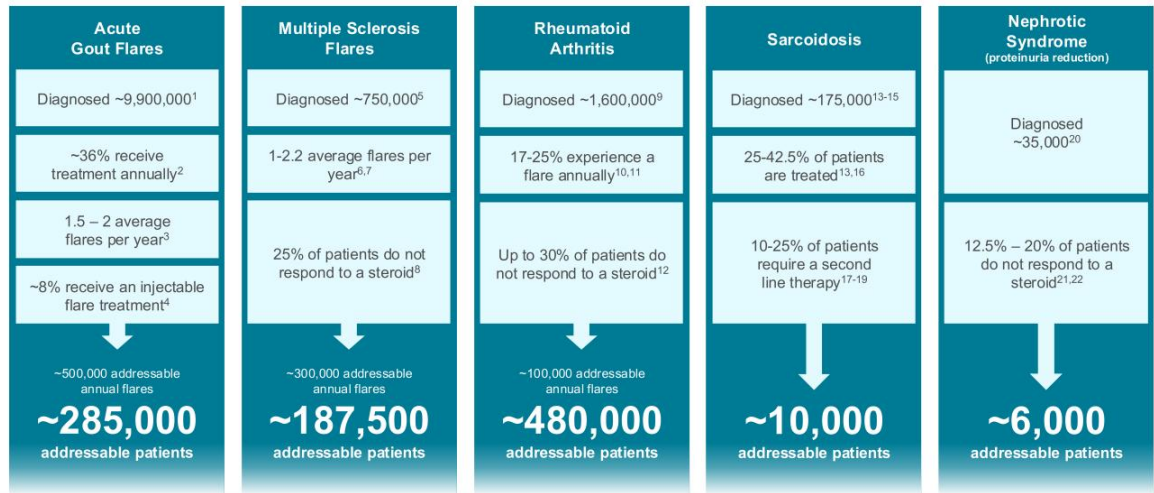 Acute
Gout Flares
Diagnosed ~9,900,000¹
~36% receive
treatment annually²
1.5 – 2 average
flares per year³
~8% receive an injectable
flare treatment⁴
~500,000 addressable
annual flares
~285,000
addressable patients
Multiple Sclerosis
Flares
Diagnosed ~750,000⁵
1-2.2 average flares per
year⁶,⁷
25% of patients do not
respond to a steroid⁸
~300,000 addressable
annual flares
~187,500
addressable patients
Rheumatoid
Arthritis
Diagnosed ~1,600,000⁹
17-25% experience a
flare annually¹⁰,¹¹
Up to 30% of patients do
not respond to a steroid¹²
~100,000 addressable
annual flares
~480,000
addressable patients
Sarcoidosis
Diagnosed ~175,000¹³⁻¹⁵
25-42.5% of patients
are treated¹³,¹⁶
10-25% of patients
require a second
line therapy¹⁷⁻¹⁹
~10,000
addressable patients
Nephrotic
Syndrome
(proteinuria reduction)
Diagnosed
~35,000²⁰
12.5% – 20% of patients
do not respond to a
steroid²¹,²²
~6,000
addressable patients